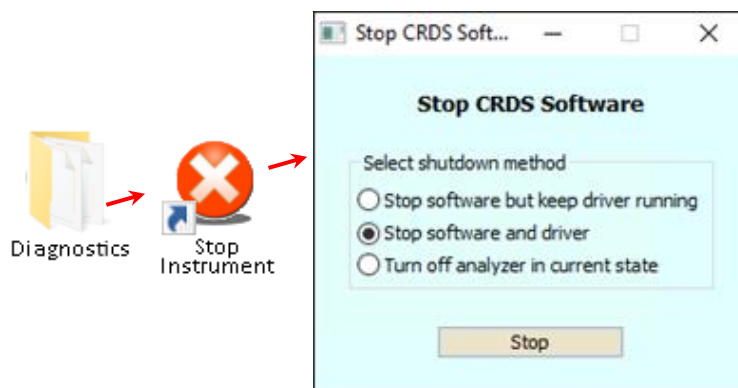 Diagnostics
Stop
Instrument
Stop CRDS Soft...
Stop CRDS Software
Select shutdown method
Stop software but keep driver running
Stop software and driver
Turn off analyzer in current state
Stop